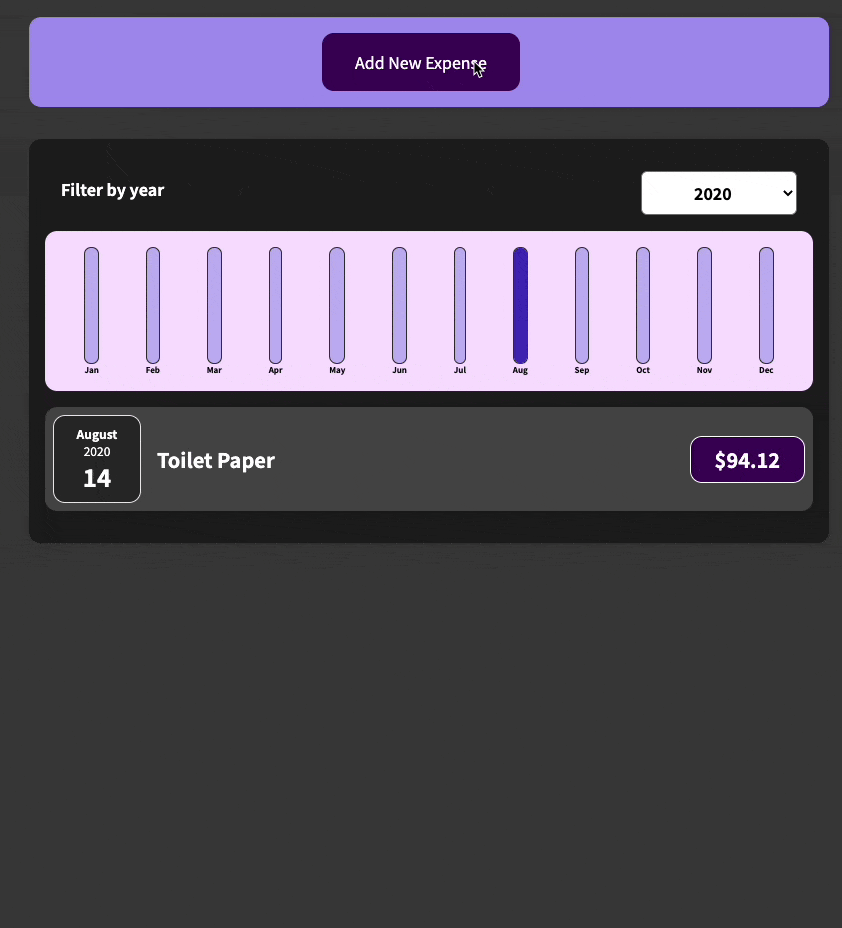 Add New Expense
Filter by year
2020
Jan Feb Mar Apr May Jun Jul Aug Sep Oct Nov Dec
August
2020
14
Toilet Paper
$94.12